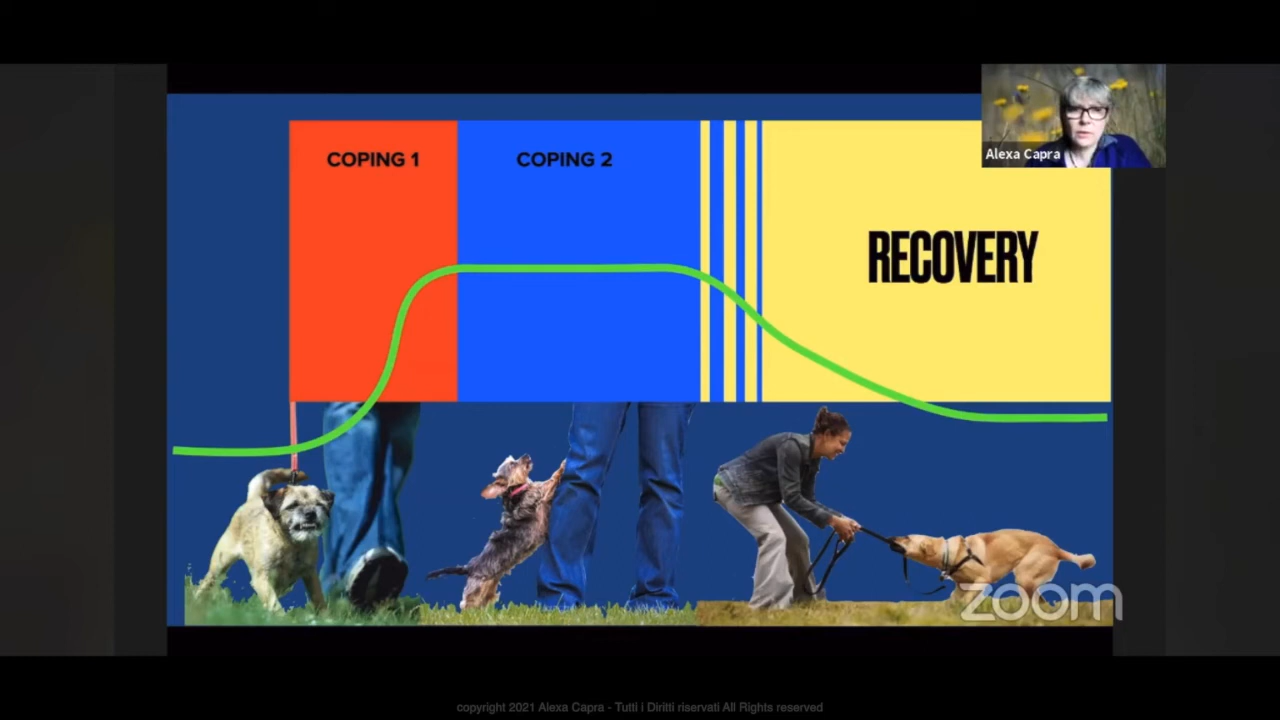 COPING 1
COPING 2
Alexa Capra
RECOVERY
zoom
copyright 2021 Alexa Capra - Tutti i Diritti riservati All Rights reserved